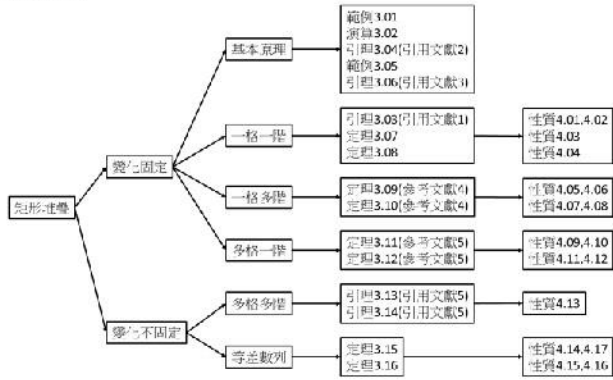 矩形堆疊
變化固定
基本原理
範例3.01
演算3.02
引理3.04(引用文獻2)
範例3.05
引理3.06(引用文獻3)
一格一階
引理3.03(引用文獻1)
定理3.07
定理3.08
性質4.01,4.02
性質4.03
性質4.04
一格多階
定理3.09(參考文獻4)
定理3.10(參考文獻4)
性質4.05,4.06
性質4.07,4.08
多格一階
定理3.11(參考文獻5)
定理3.12(參考文獻5)
性質4.09,4.10
性質4.11,4.12
變化不固定
多格多階
引理3.13(引用文獻5)
引理3.14(引用文獻5)
性質4.13
等差數列
定理3.15
定理3.16
性質4.14,4.17
性質4.15,4.16